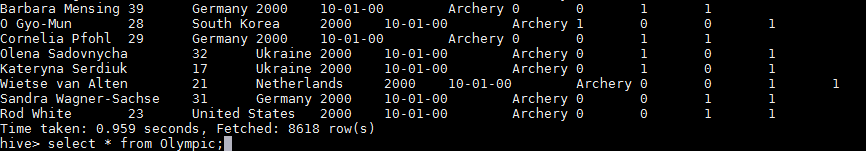 Barbara Mensing 39 Germany 2000 10-01-00 Archery 0 0 1 1
O Gyo-Mun 28 South Korea 2000 10-01-00 Archery 1 0 0 1
Cornelia Pfohl 29 Germany 2000 10-01-00 Archery 0 0 1 1
Olena Sadovnycha 32 Ukraine 2000 10-01-00 Archery 0 1 0 1
Kateryna Serdiuk 17 Ukraine 2000 10-01-00 Archery 0 1 0 1
Wietse van Alten 21 Netherlands 2000 10-01-00 Archery 0 0 1 1
Sandra Wagner-Sachse 31 Germany 2000 10-01-00 Archery 0 0 1 1
Rod White 23 United States 2000 10-01-00 Archery 0 0 1 1
Time taken: 0.959 seconds, Fetched: 8618 row(s)
hive> select * from Olympic;